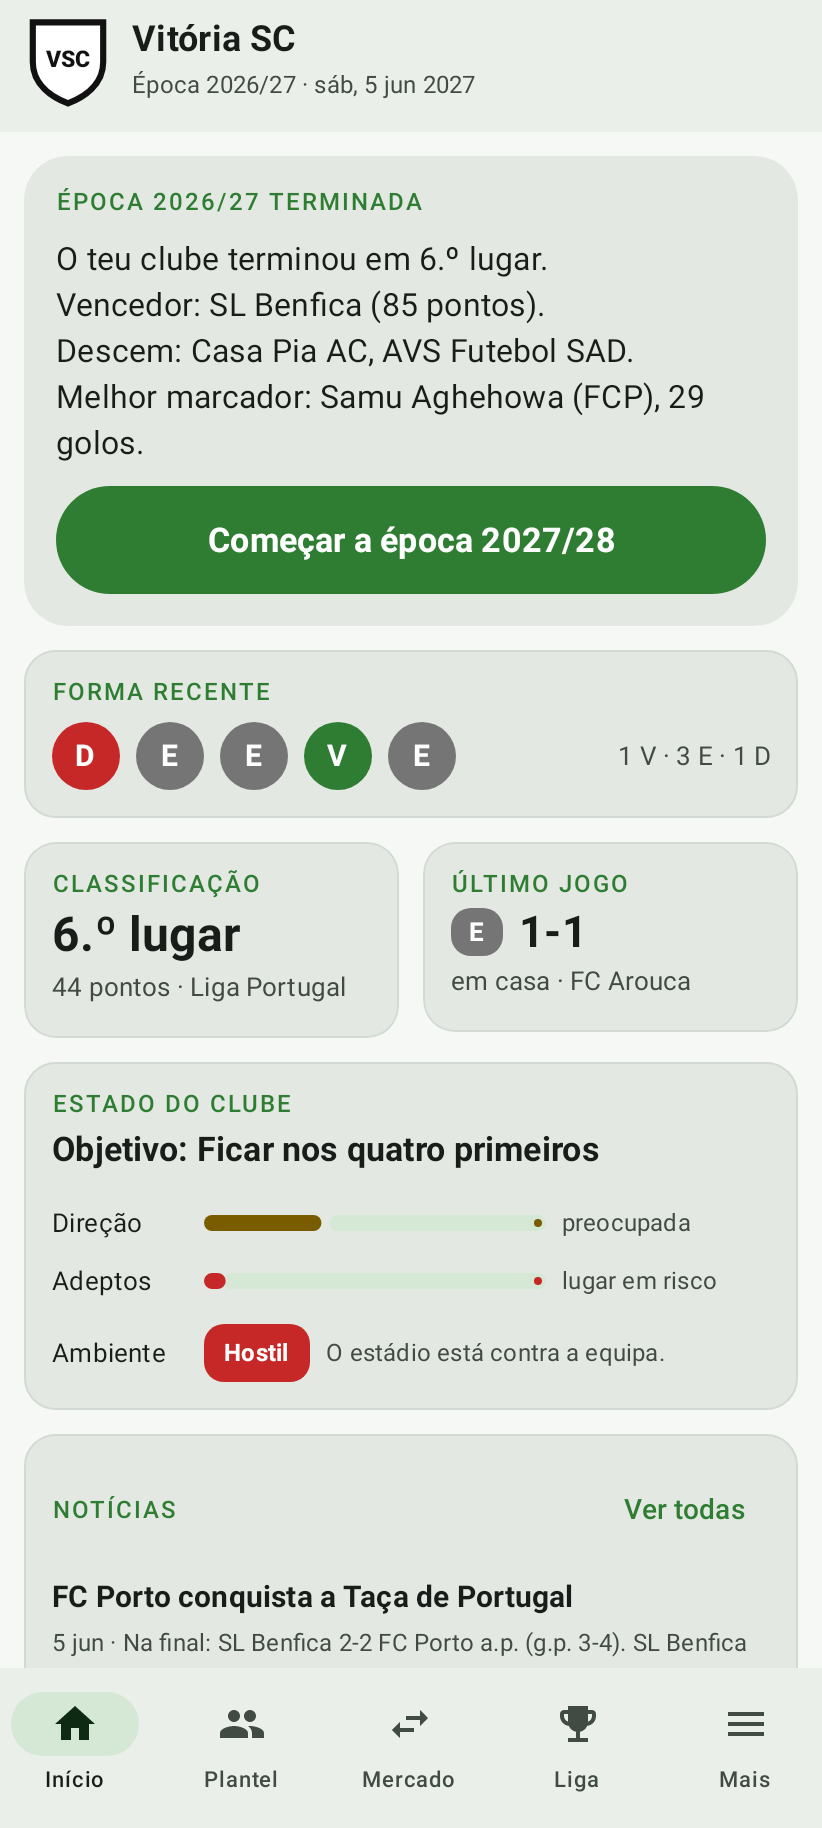 VSC
Vitória SC
Época 2026/27 · sáb, 5 jun 2027
ÉPOCA 2026/27 TERMINADA
O teu clube terminou em 6.º lugar.
Vencedor: SL Benfica (85 pontos).
Descem: Casa Pia AC, AVS Futebol SAD.
Melhor marcador: Samu Aghehowa (FCP), 29
golos.
Começar a época 2027/28
FORMA RECENTE
D E E V E 1 V · 3 E · 1 D
CLASSIFICAÇÃO
6.º lugar
44 pontos · Liga Portugal
ÚLTIMO JOGO
E 1-1
em casa · FC Arouca
ESTADO DO CLUBE
Objetivo: Ficar nos quatro primeiros
Direção preocupada
Adeptos lugar em risco
Ambiente Hostil O estádio está contra a equipa.
NOTÍCIAS Ver todas
FC Porto conquista a Taça de Portugal
5 jun · Na final: SL Benfica 2-2 FC Porto a.p. (g.p. 3-4). SL Benfica
Início Plantel Mercado Liga Mais